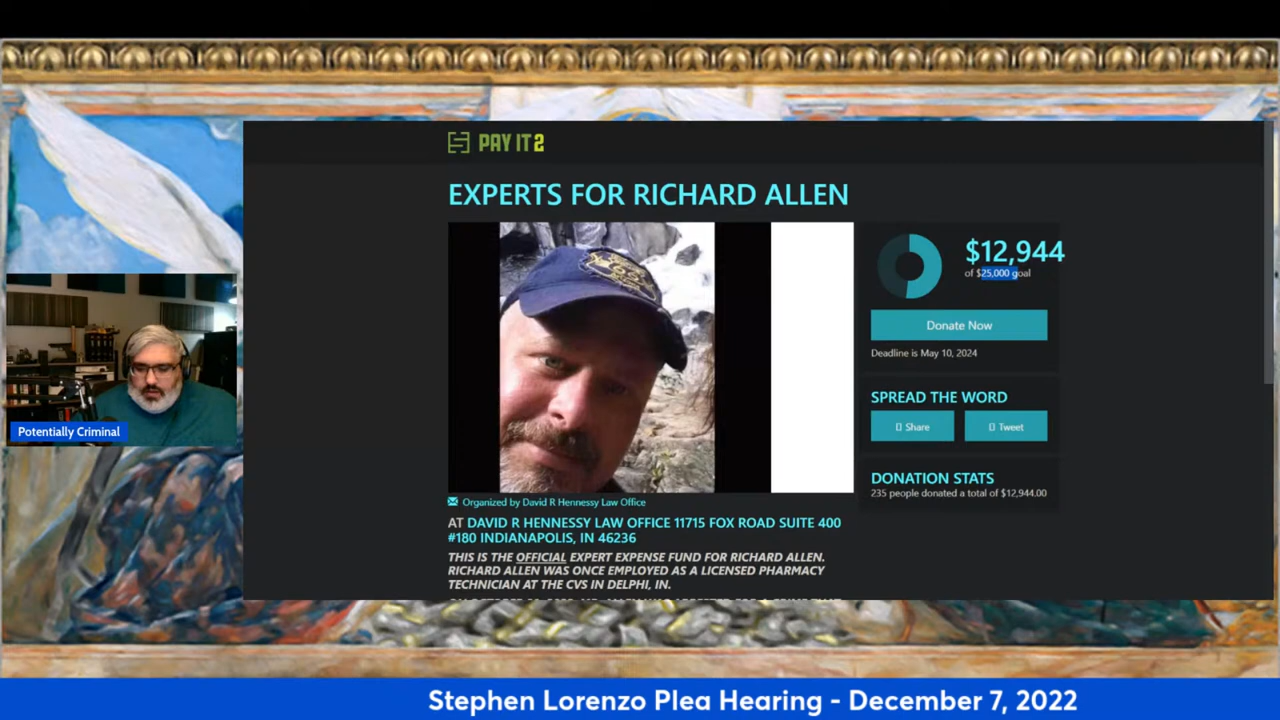 PAY IT2
EXPERTS FOR RICHARD ALLEN
$12,944
of $25,000 goal
Donate Now
Deadline is May 10, 2024
SPREAD THE WORD
Share
Tweet
DONATION STATS
235 people donated a total of $12,944.00
Organized by David R Hennessy Law Office
AT DAVID R HENNESSY LAW OFFICE 11715 FOX ROAD SUITE 400
#180 INDIANAPOLIS, IN 46236
THIS IS THE OFFICIAL EXPERT EXPENSE FUND FOR RICHARD ALLEN.
RICHARD ALLEN WAS ONCE EMPLOYED AS A LICENSED PHARMACY
TECHNICIAN AT THE CVS IN DELPHI, IN.
Potentially Criminal
Stephen Lorenzo Plea Hearing - December 7, 2022